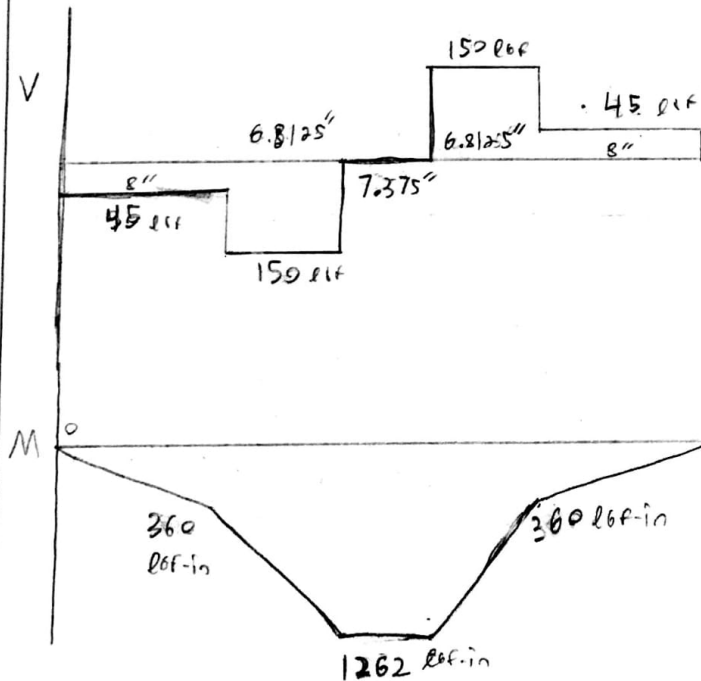 150 lbf
V
45 lbf
6.8125"
6.8125"
8"
8"
7.375"
45 lbf
150 lbf
0
M
360
lbf-in
360 lbf-in
1262 lbf-in